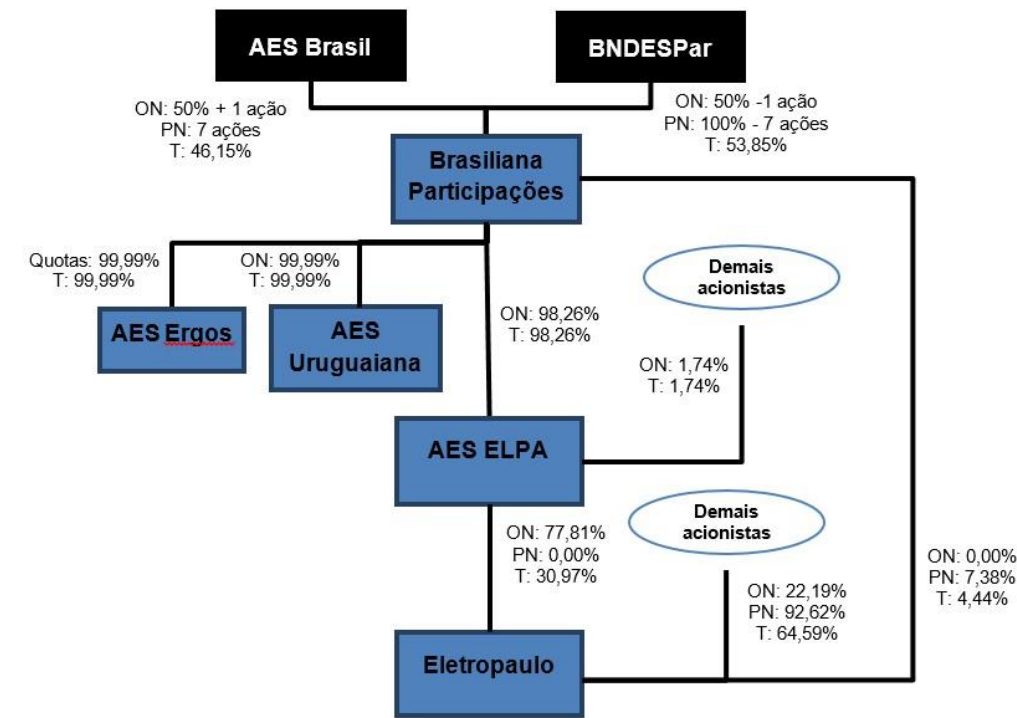 AES Brasil
BNDESPar
ON: 50% + 1 ação
PN: 7 ações
T: 46,15%
ON: 50% -1 ação
PN: 100% - 7 ações
T: 53,85%
Brasiliana
Participações
Quotas: 99,99%
T: 99,99%
ON: 99,99%
T: 99,99%
ON: 98,26%
T: 98,26%
Demais
acionistas
AES Ergos
AES
Uruguaiana
ON: 1,74%
T: 1,74%
AES ELPA
Demais
acionistas
ON: 77,81%
PN: 0,00%
T: 30,97%
ON: 22,19%
PN: 92,62%
T: 64,59%
ON: 0,00%
PN: 7,38%
T: 4,44%
Eletropaulo